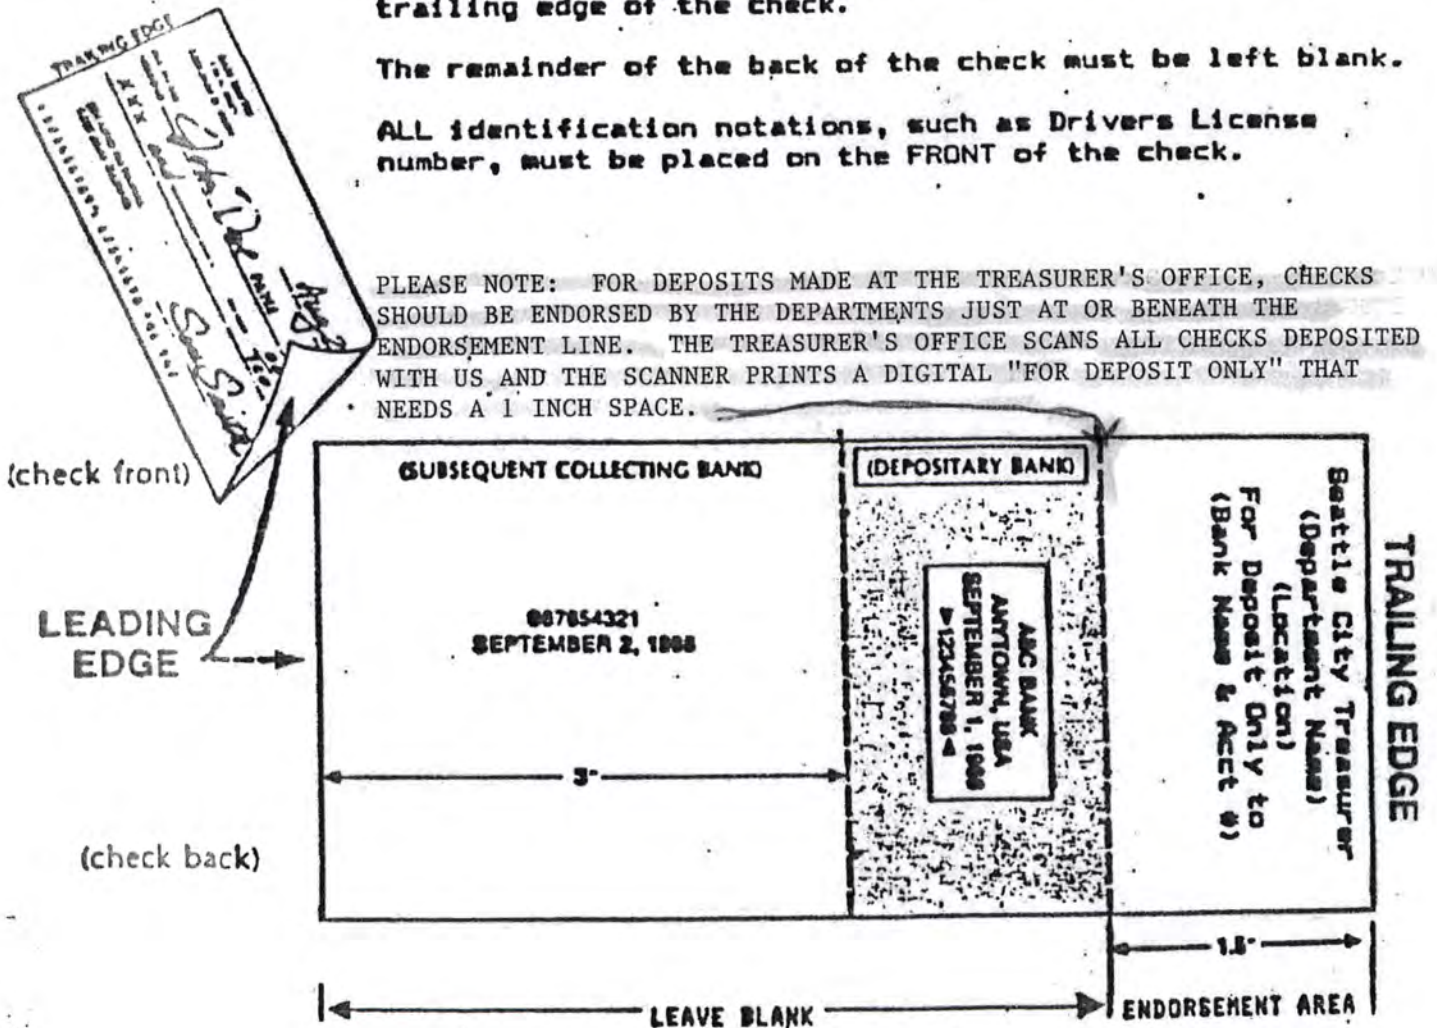 trailing edge of the check.
The remainder of the back of the check must be left blank.
ALL identification notations, such as Drivers License
number, must be placed on the FRONT of the check.
TRAILING EDGE
PLEASE NOTE: FOR DEPOSITS MADE AT THE TREASURER'S OFFICE, CHECKS
SHOULD BE ENDORSED BY THE DEPARTMENTS JUST AT OR BENEATH THE
ENDORSEMENT LINE. THE TREASURER'S OFFICE SCANS ALL CHECKS DEPOSITED
WITH US AND THE SCANNER PRINTS A DIGITAL "FOR DEPOSIT ONLY" THAT
NEEDS A 1 INCH SPACE.
XXX
(check front)
LEADING
EDGE
(check back)
(SUBSEQUENT COLLECTING BANK)
SEPTEMBER 2,
3"
(DEPOSITARY BANK)
ABC BANK
ANYTOWN, USA
SEPTEMBER 1,
Seattle City Treasurer
(Department Name)
(Location)
For Deposit Only to
(Bank Name & Acct #)
TRAILING EDGE
1.5"
LEAVE BLANK
ENDORSEMENT AREA